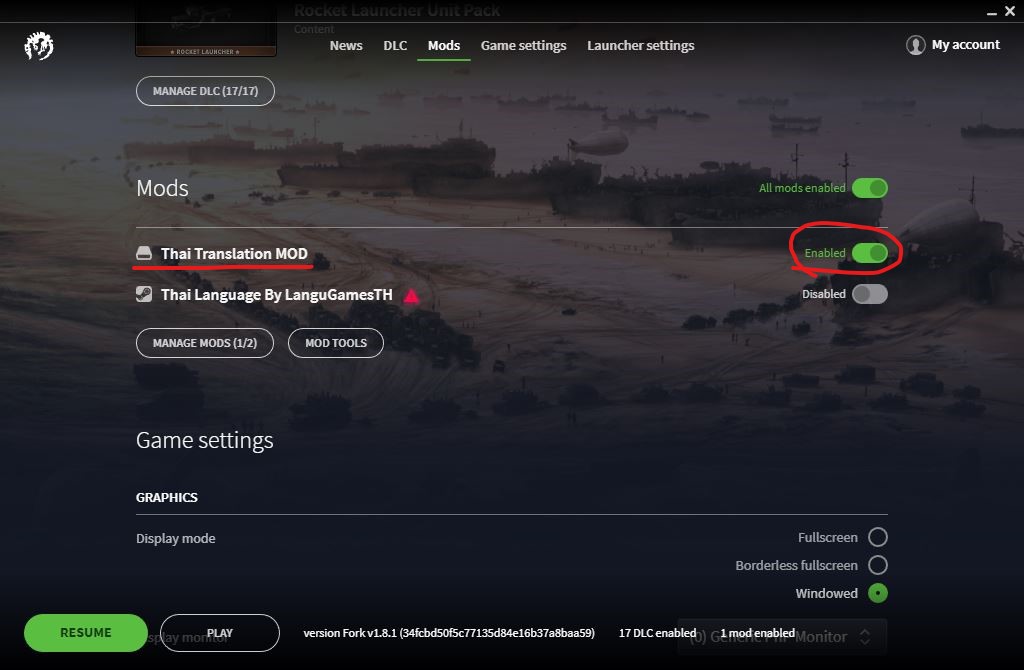 Rocket Launcher Unit Pack
Content
★ ROCKET LAUNCHER ★
News DLC Mods Game settings Launcher settings
My account
MANAGE DLC (17/17)
Mods
All mods enabled
Thai Translation MOD
Enabled
Thai Language By LanguGamesTH
Disabled
MANAGE MODS (1/2) MOD TOOLS
Game settings
GRAPHICS
Display mode
Fullscreen
Borderless fullscreen
Windowed
RESUME PLAY
version Fork v1.8.1 (34fcbd50f5c77135d84e16b37a8baa59) 17 DLC enabled 1 mod enabled
Display monitor
(0) Generic PnP Monitor